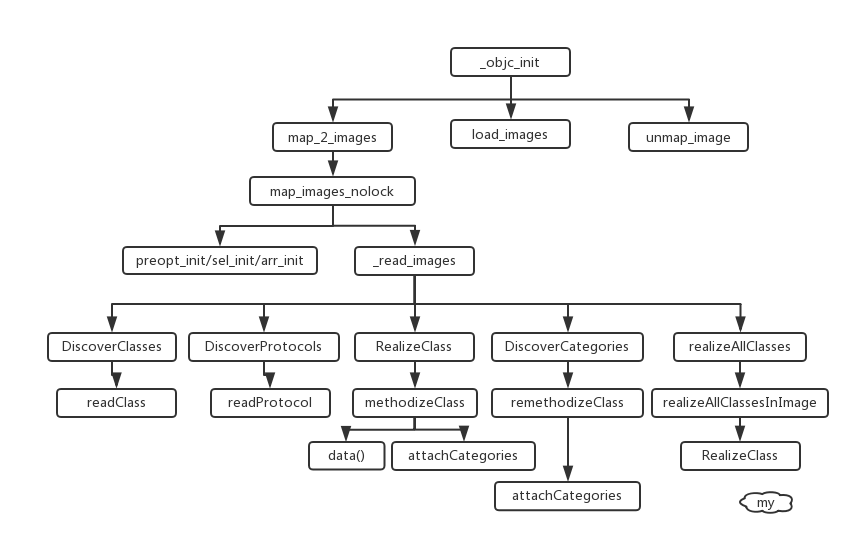 _objc_init
map_2_images
load_images
unmap_image
map_images_nolock
preopt_init/sel_init/arr_init
_read_images
DiscoverClasses
DiscoverProtocols
RealizeClass
DiscoverCategories
realizeAllClasses
readClass
readProtocol
methodizeClass
remethodizeClass
realizeAllClassesInImage
data()
attachCategories
RealizeClass
attachCategories
my